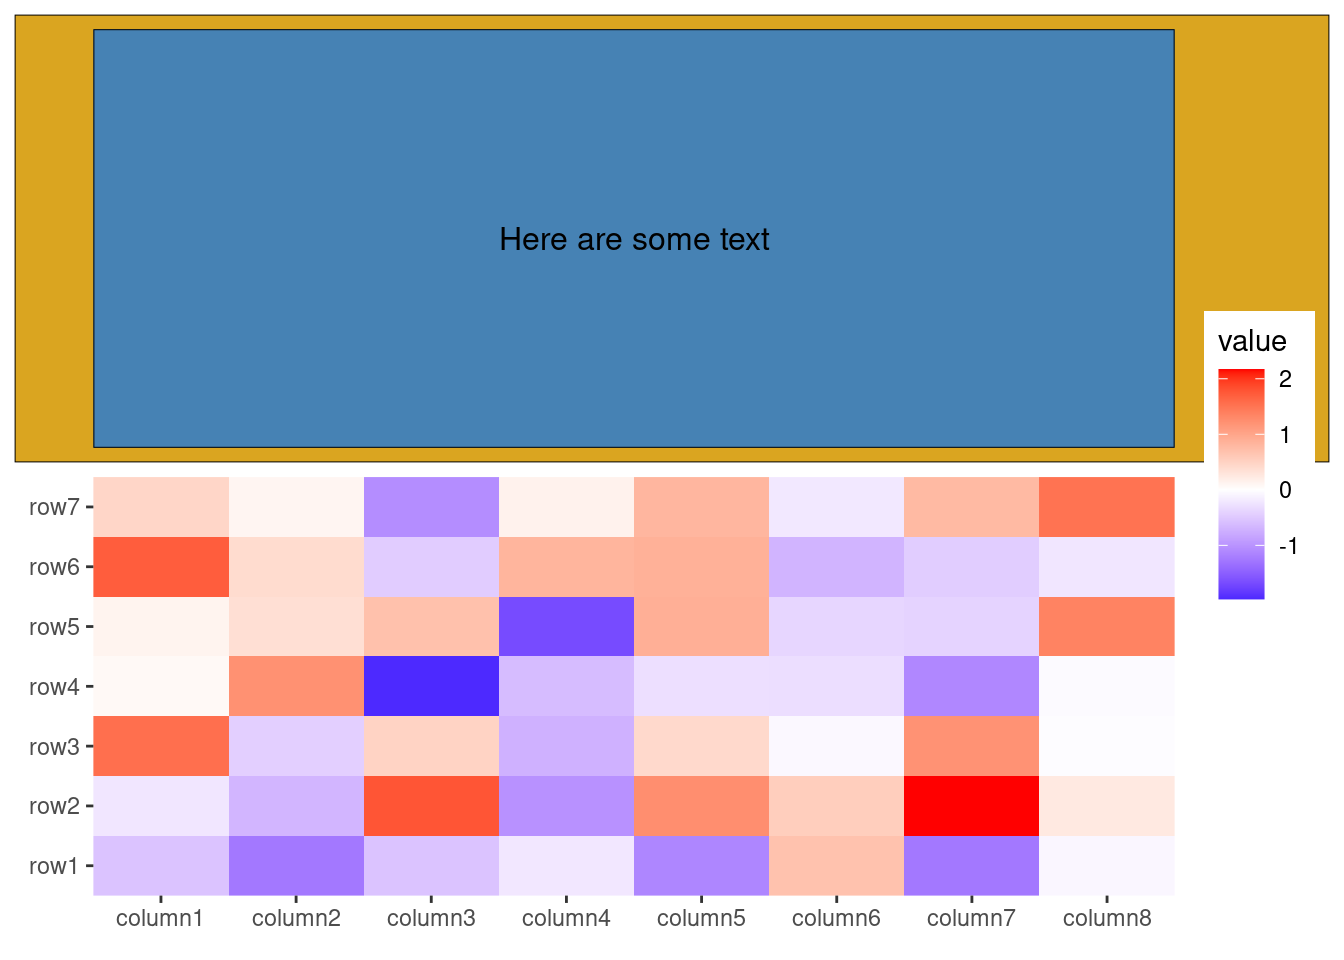 Here are some text
value
2
1
0
-1
row7
row6
row5
row4
row3
row2
row1
column1 column2 column3 column4 column5 column6 column7 column8